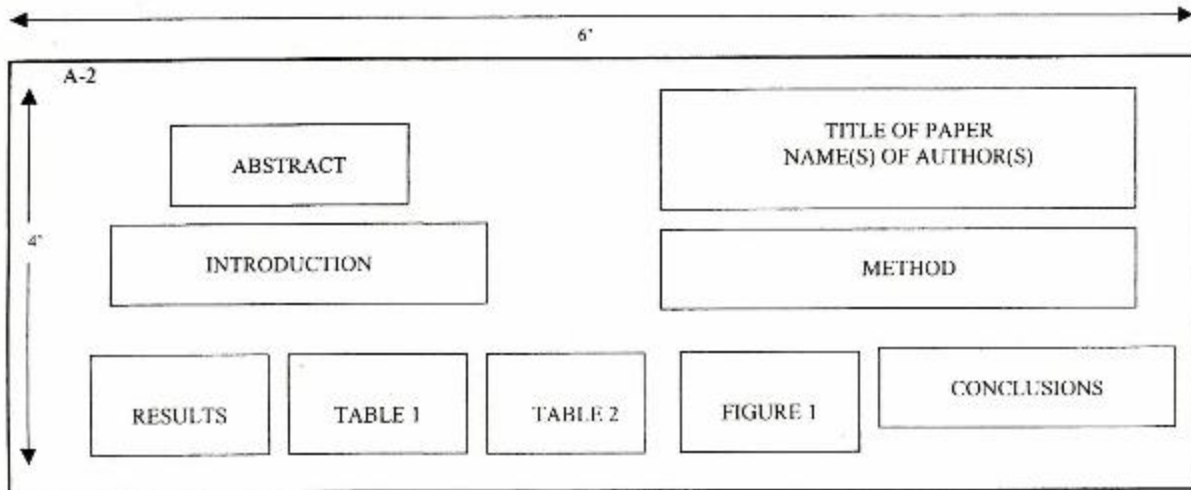 6'
A-2
TITLE OF PAPER
NAME(S) OF AUTHOR(S)
ABSTRACT
4'
INTRODUCTION
METHOD
RESULTS
TABLE 1
TABLE 2
FIGURE 1
CONCLUSIONS